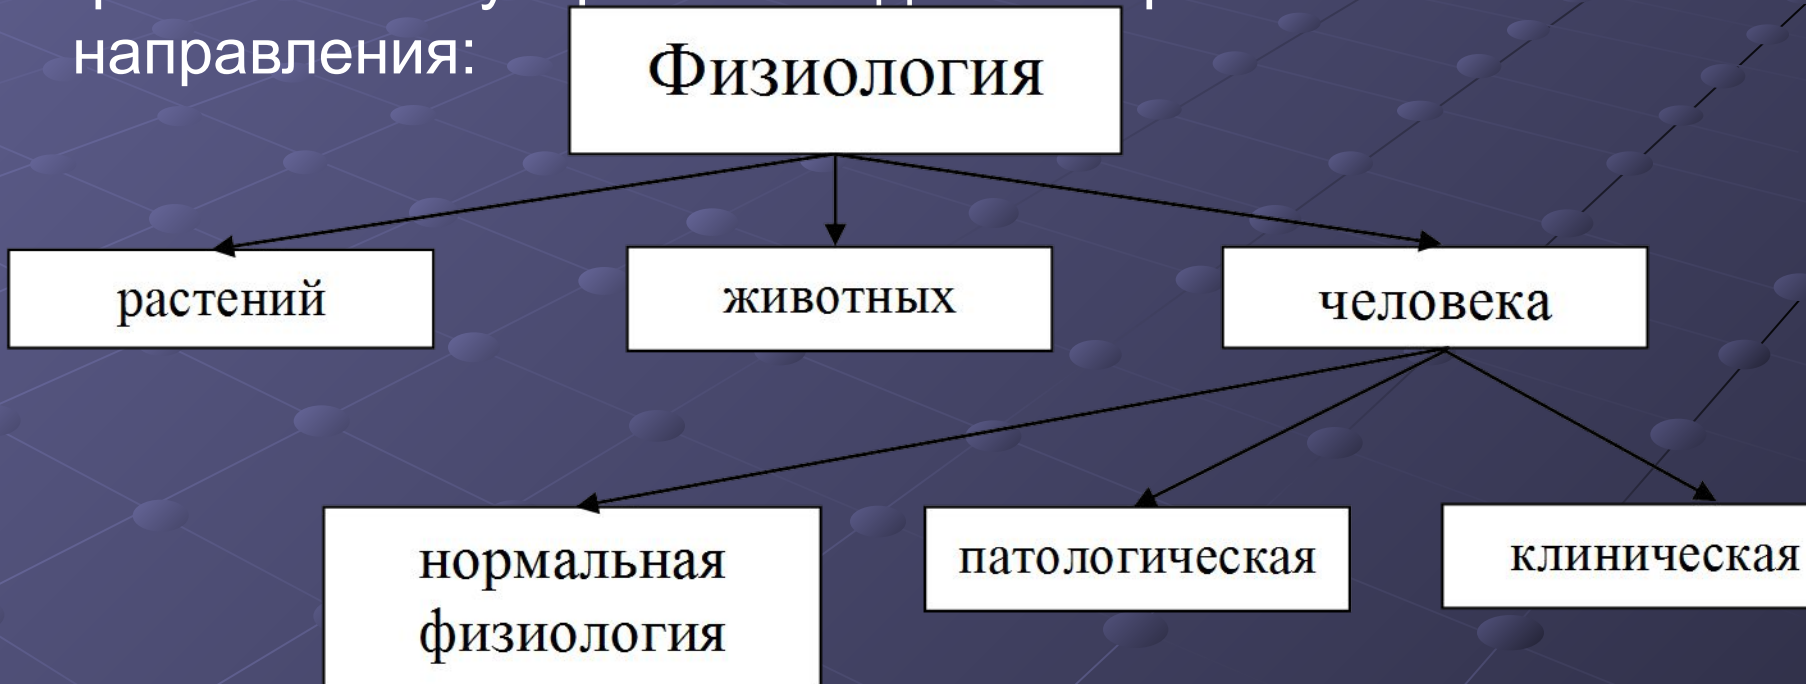 направления:
Физиология
растений
животных
человека
нормальная
физиология
патологическая
клиническая